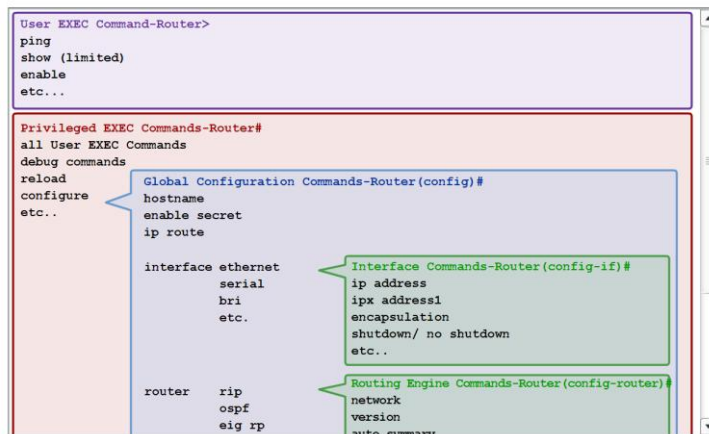 User EXEC Command-Router>
ping
show (limited)
enable
etc...
Privileged EXEC Commands-Router#
all User EXEC Commands
debug commands
reload
configure
etc..
Global Configuration Commands-Router(config)#
hostname
enable secret
ip route
interface ethernet
serial
bri
etc.
Interface Commands-Router(config-if)#
ip address
ipx address1
encapsulation
shutdown/ no shutdown
etc..
router rip
ospf
eig rp
Routing Engine Commands-Router(config-router)#
network
version
auto summary